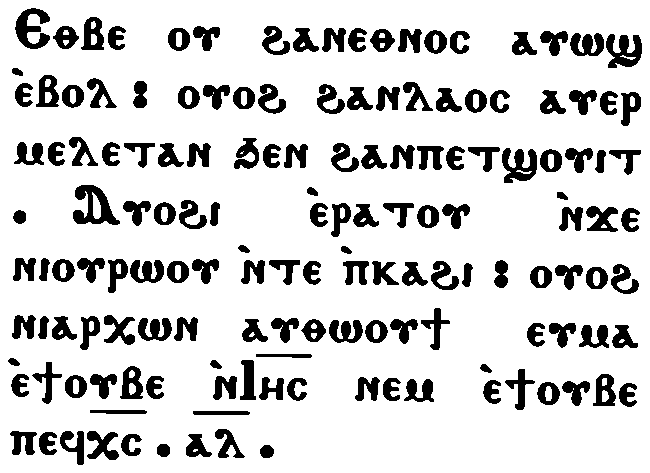 Ⲉⲑⲃⲉ ⲟⲩ ϩⲁⲛⲉⲑⲛⲟⲥ ⲁⲩⲱϣ
ⲉ̀ⲃⲟⲗ : ⲟⲩⲟϩ ϩⲁⲛⲗⲁⲟⲥ ⲁⲩⲉⲣ
ⲙⲉⲗⲉⲧⲁⲛ ϧⲉⲛ ϩⲁⲛⲡⲉⲧϣⲟⲩⲓⲧ
. Ⲁⲩⲟϩⲓ ⲉ̀ⲣⲁⲧⲟⲩ ⲛ̀ϫⲉ
ⲛⲓⲟⲩⲣⲱⲟⲩ ⲛ̀ⲧⲉ ⲡ̀ⲕⲁϩⲓ : ⲟⲩⲟϩ
ⲛⲓⲁⲣⲭⲱⲛ ⲁⲩⲑⲱⲟⲩϯ ⲉⲩⲙⲁ
ⲉ̀ϯⲟⲩⲃⲉ ⲛ̀Ⲓ̅ⲏ̅ⲥ ⲛⲉⲙ ⲉ̀ϯⲟⲩⲃⲉ
ⲡⲉϥⲭ̅ⲥ̅ . ⲁⲗ .